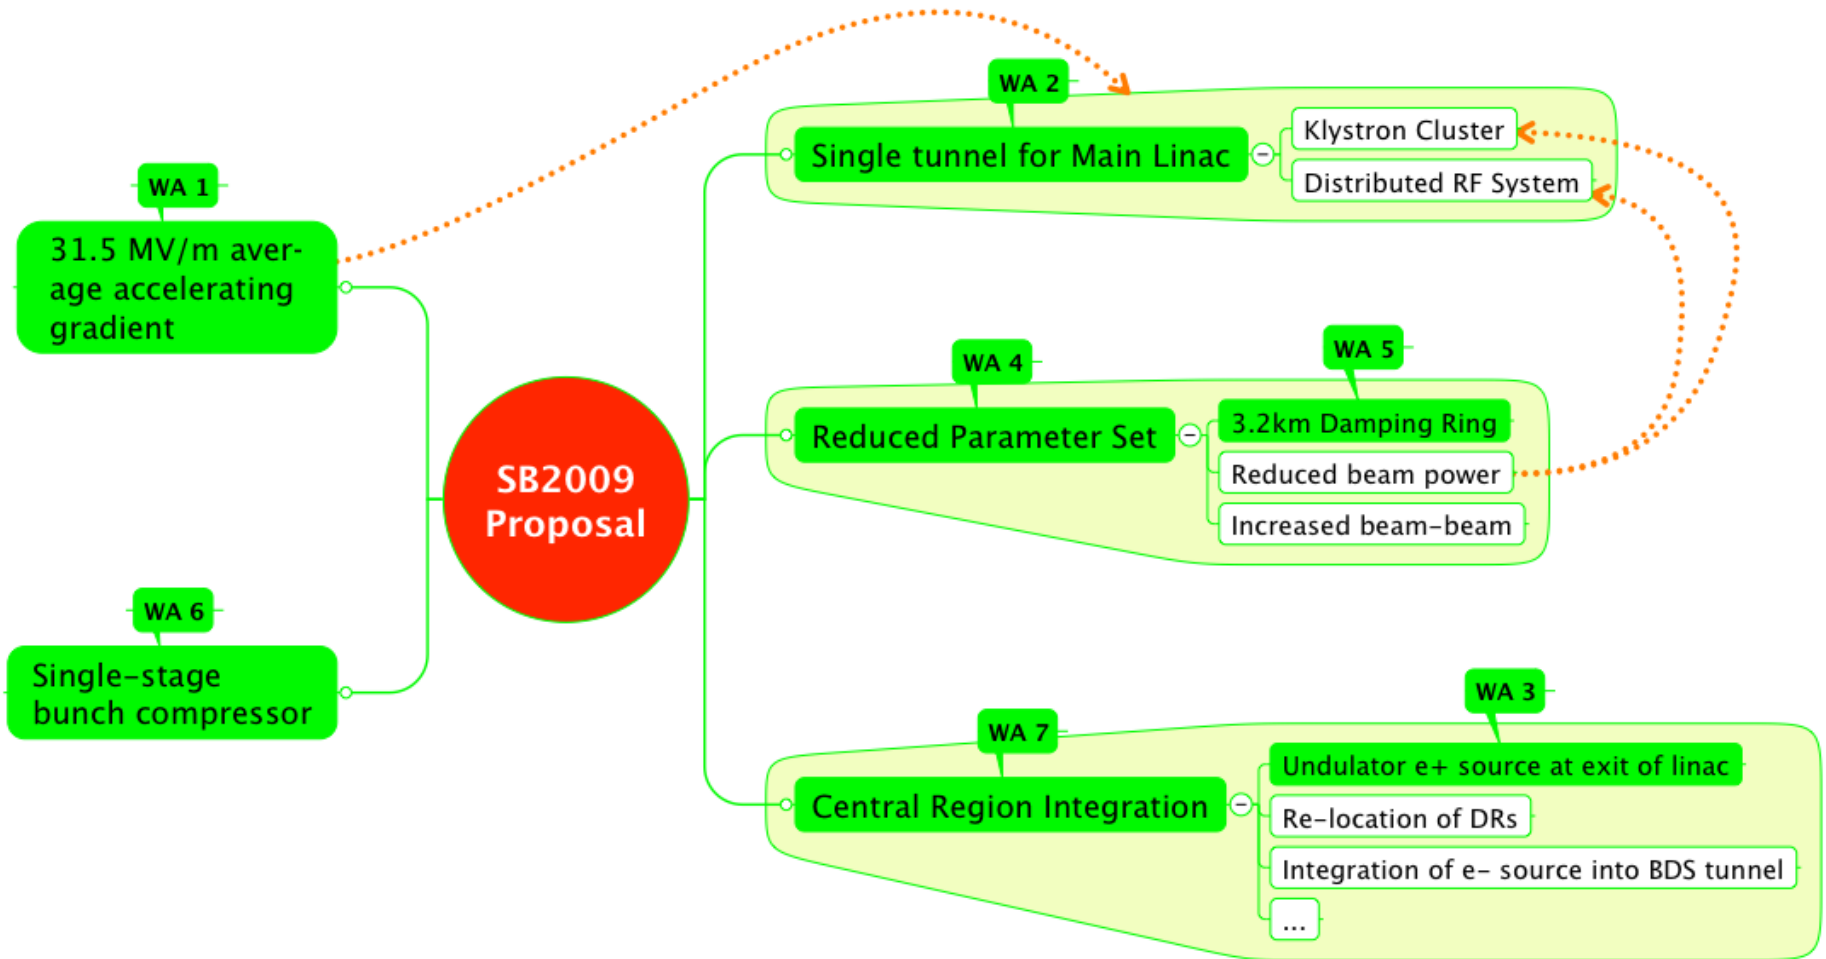 WA 1
31.5 MV/m aver-
age accelerating
gradient
WA 6
Single-stage
bunch compressor
SB2009
Proposal
WA 2
Single tunnel for Main Linac
Klystron Cluster
Distributed RF System
WA 4
Reduced Parameter Set
WA 5
3.2km Damping Ring
Reduced beam power
Increased beam-beam
WA 7
Central Region Integration
WA 3
Undulator e+ source at exit of linac
Re-location of DRs
Integration of e- source into BDS tunnel
...